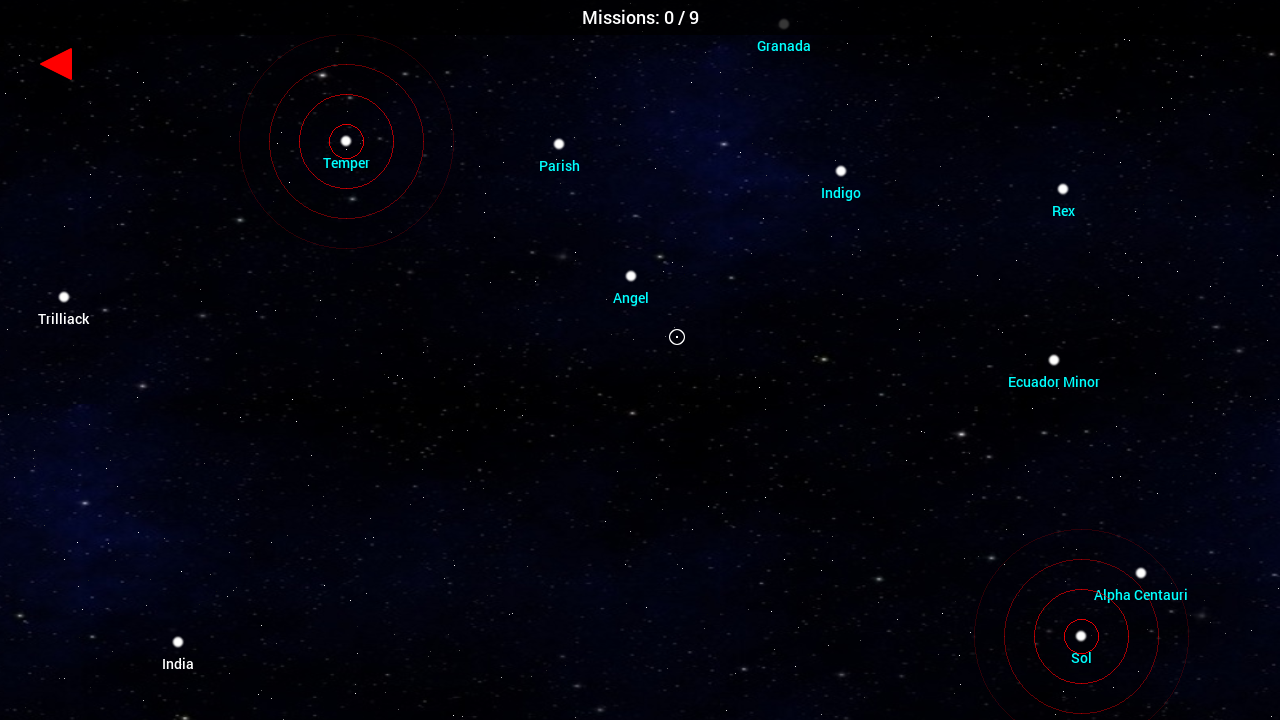 Missions: 0 / 9
Granada
Temper
Parish
Indigo
Rex
Angel
Trilliack
Ecuador Minor
Alpha Centauri
Sol
India